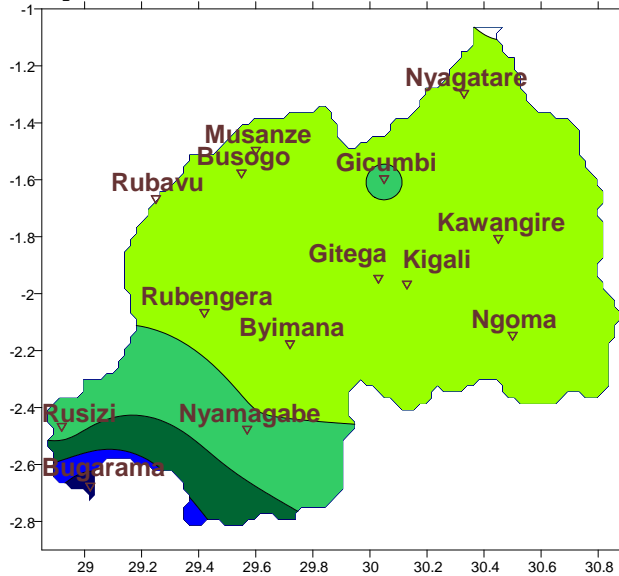 -1
-1.2
-1.4
-1.6
-1.8
-2
-2.2
-2.4
-2.6
-2.8
Nyagatare
Musanze
Busogo
Gicumbi
Rubavu
Kawangire
Gitega
Kigali
Rubengera
Byimana
Ngoma
Rusizi
Nyamagabe
Bugarama
29 29.2 29.4 29.6 29.8 30 30.2 30.4 30.6 30.8